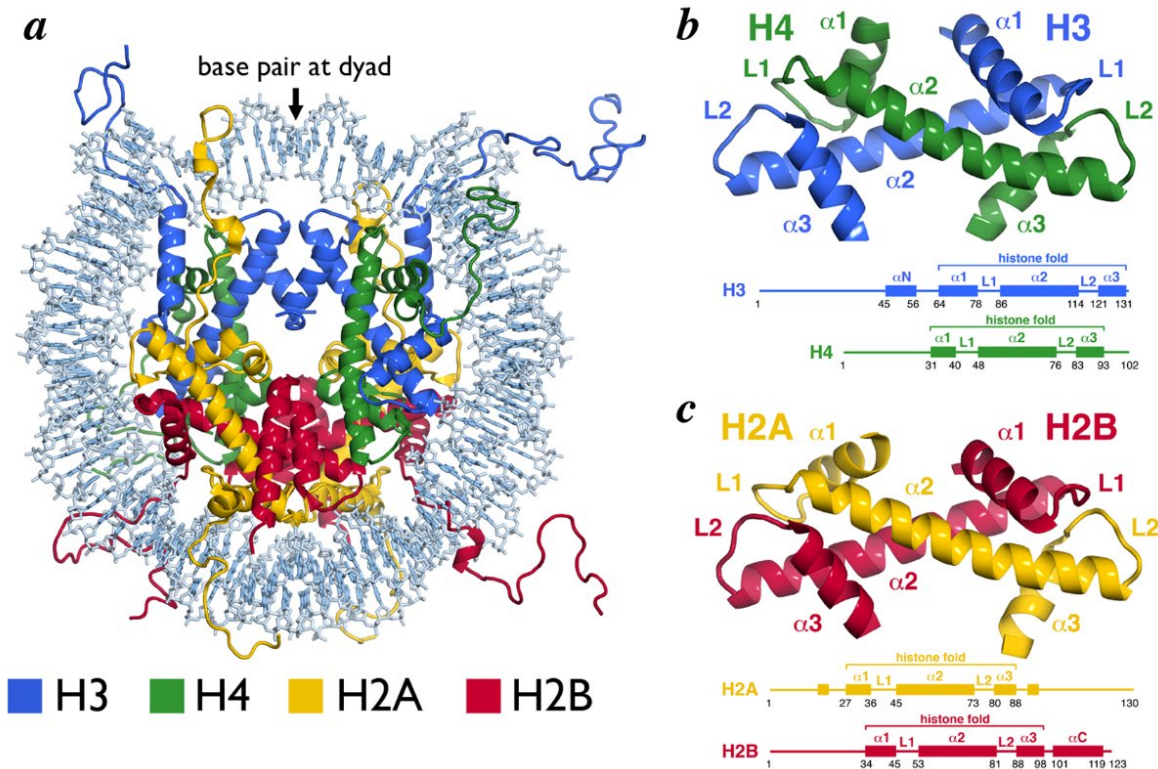 a
base pair at dyad
H3 H4 H2A H2B
b
H4 α1 α1 H3
L1 α2 L1
L2 L2
α2
α3 α3
histone fold
αN α1 L1 α2 L2 α3
H3
1 45 56 64 78 86 114 121 131
histone fold
α1 L1 α2 L2 α3
H4
1 31 40 48 76 83 93 102
c
H2A α1 α1 H2B
L1 α2 L1
L2 L2
α2
α3 α3
histone fold
α1 L1 α2 L2 α3
H2A
1 27 36 45 73 80 88 130
histone fold
α1 L1 α2 L2 α3 αC
H2B
1 34 45 53 81 88 98 101 119 123